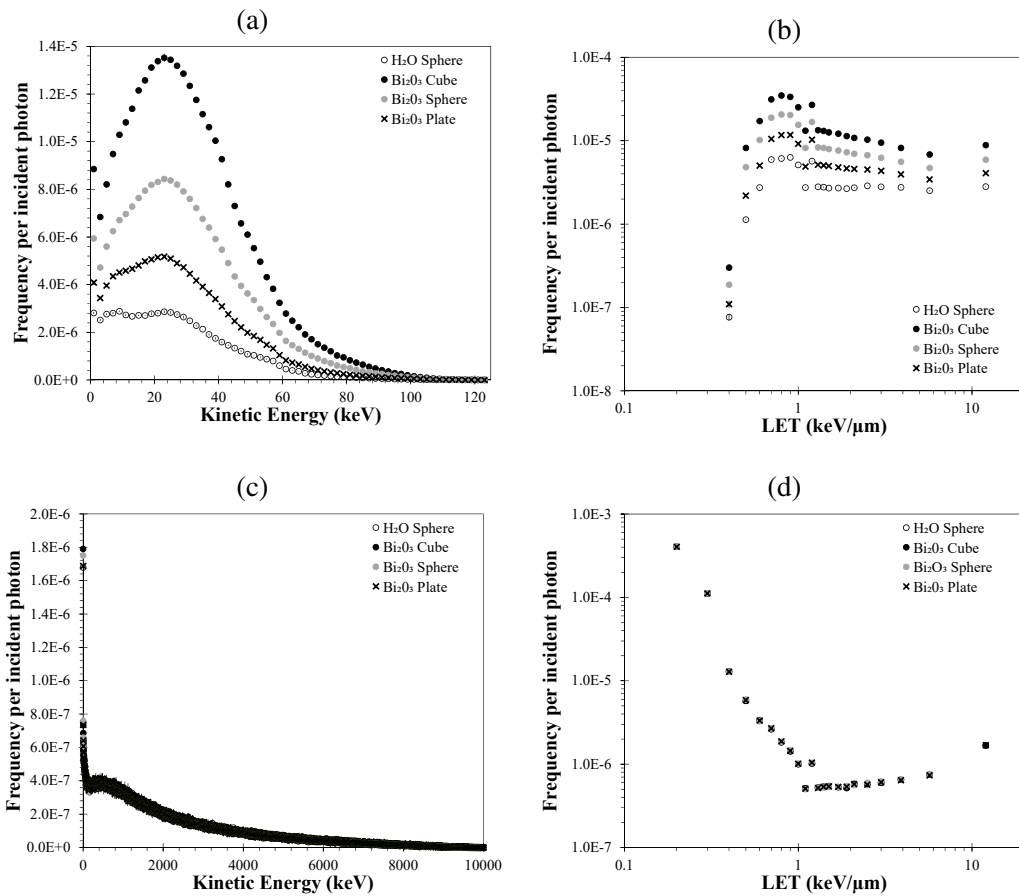 (a)
1.4E-5
1.2E-5
1.0E-5
8.0E-6
6.0E-6
4.0E-6
2.0E-6
0.0E+0
Frequency per incident photon
0 20 40 60 80 100 120
Kinetic Energy (keV)
H₂O Sphere
Bi₂0₃ Cube
Bi₂0₃ Sphere
Bi₂0₃ Plate
(b)
1.0E-4
1.0E-5
1.0E-6
1.0E-7
1.0E-8
Frequency per incident photon
0.1 1 10
LET (keV/µm)
H₂O Sphere
Bi₂0₃ Cube
Bi₂0₃ Sphere
Bi₂0₃ Plate
(c)
2.0E-6
1.8E-6
1.6E-6
1.4E-6
1.2E-6
1.0E-6
8.0E-7
6.0E-7
4.0E-7
2.0E-7
0.0E+0
Frequency per incident photon
0 2000 4000 6000 8000 10000
Kinetic Energy (keV)
H₂O Sphere
Bi₂0₃ Cube
Bi₂0₃ Sphere
Bi₂0₃ Plate
(d)
1.0E-3
1.0E-4
1.0E-5
1.0E-6
1.0E-7
Frequency per incident photon
0.1 1 10
LET (keV/µm)
H₂O Sphere
Bi₂0₃ Cube
Bi₂O₃ Sphere
Bi₂0₃ Plate